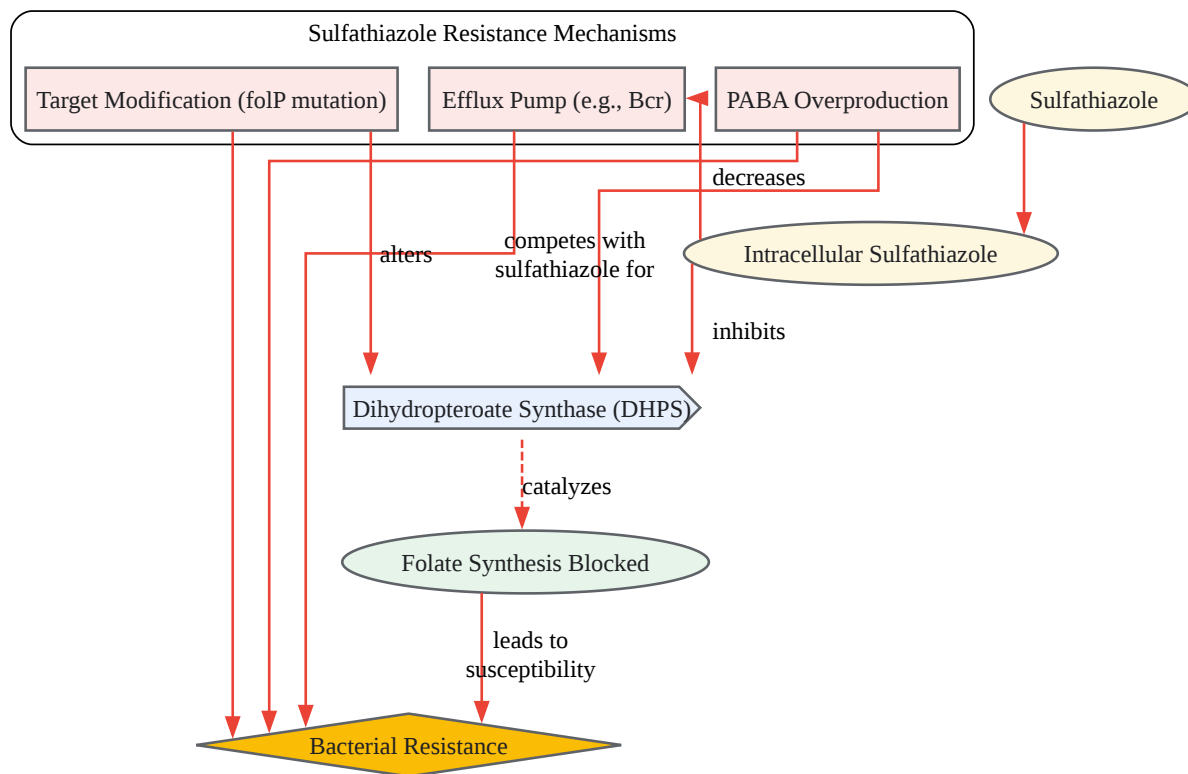 Sulfathiazole Resistance Mechanisms
Target Modification (folP mutation)
Efflux Pump (e.g., Bcr)
PABA Overproduction
Sulfathiazole
decreases
alters
competes with
sulfathiazole for
Intracellular Sulfathiazole
inhibits
Dihydropteroate Synthase (DHPS)
catalyzes
Folate Synthesis Blocked
leads to
susceptibility
Bacterial Resistance